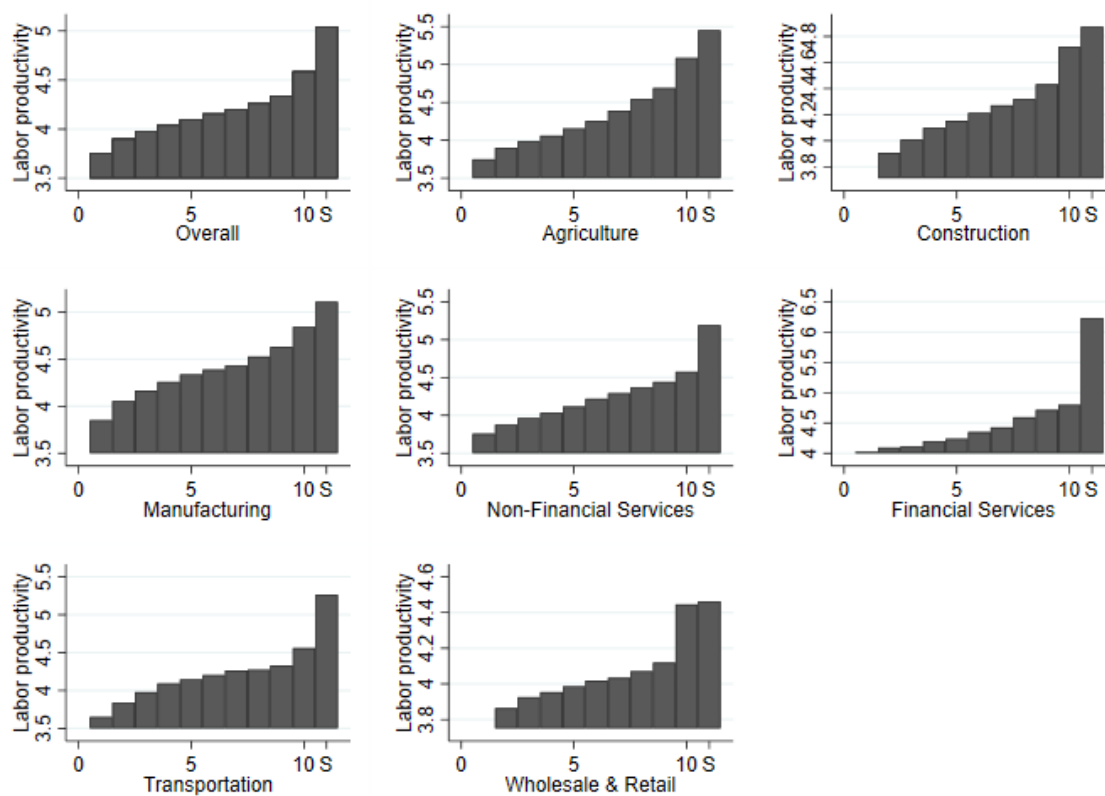 Labor productivity
3.5 4 4.5 5
0 5 10 S
Overall
Labor productivity
3.5 4 4.5 5 5.5
0 5 10 S
Agriculture
Labor productivity
3.8 4 4.2 4.4 4.6 4.8
0 5 10 S
Construction
Labor productivity
3.5 4 4.5 5
0 5 10 S
Manufacturing
Labor productivity
3.5 4 4.5 5 5.5
0 5 10 S
Non-Financial Services
Labor productivity
4 4.5 5 5.5 6 6.5
0 5 10 S
Financial Services
Labor productivity
3.5 4 4.5 5 5.5
0 5 10 S
Transportation
Labor productivity
3.8 4 4.2 4.4 4.6
0 5 10 S
Wholesale & Retail